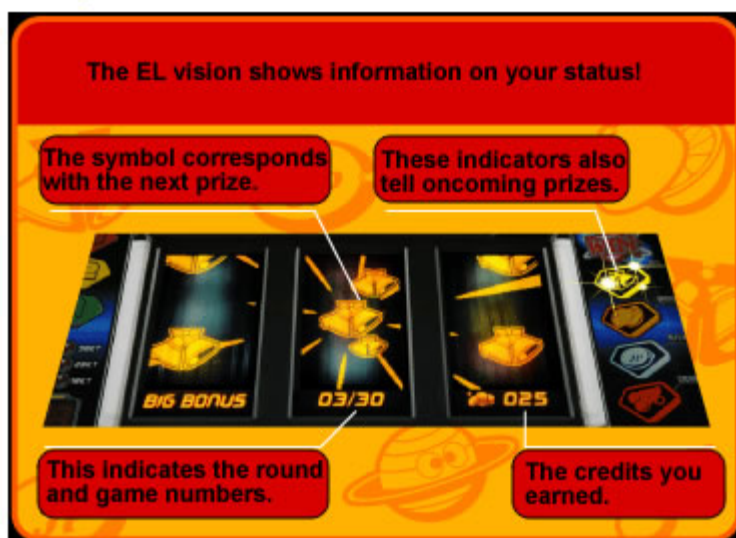 The EL vision shows information on your status!
The symbol corresponds
with the next prize.
These indicators also
tell oncoming prizes.
BIG BONUS
03/30
025
This indicates the round
and game numbers.
The credits you
earned.